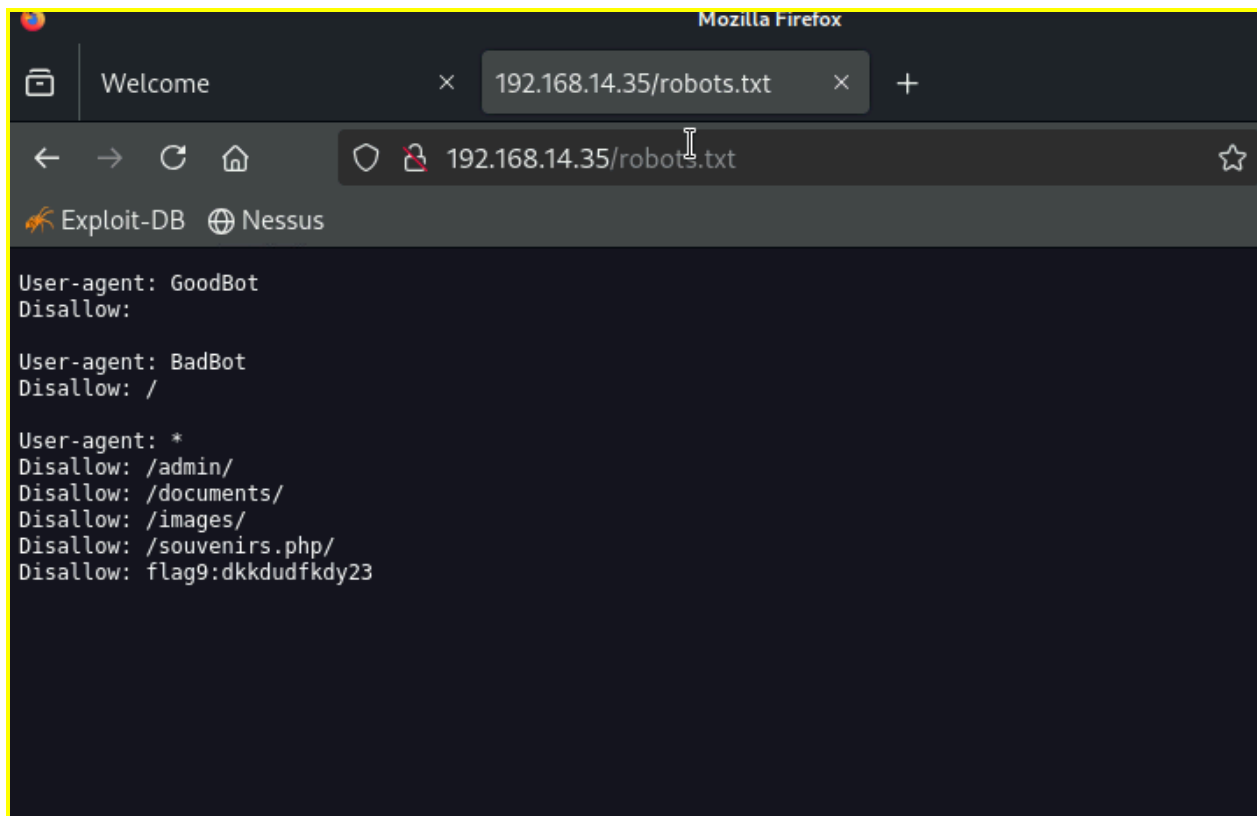 Mozilla Firefox
Welcome
192.168.14.35/robots.txt
192.168.14.35/robots.txt
Exploit-DB Nessus
User-agent: GoodBot
Disallow:
User-agent: BadBot
Disallow: /
User-agent: *
Disallow: /admin/
Disallow: /documents/
Disallow: /images/
Disallow: /souvenirs.php/
Disallow: flag9:dkkdudfkdy23